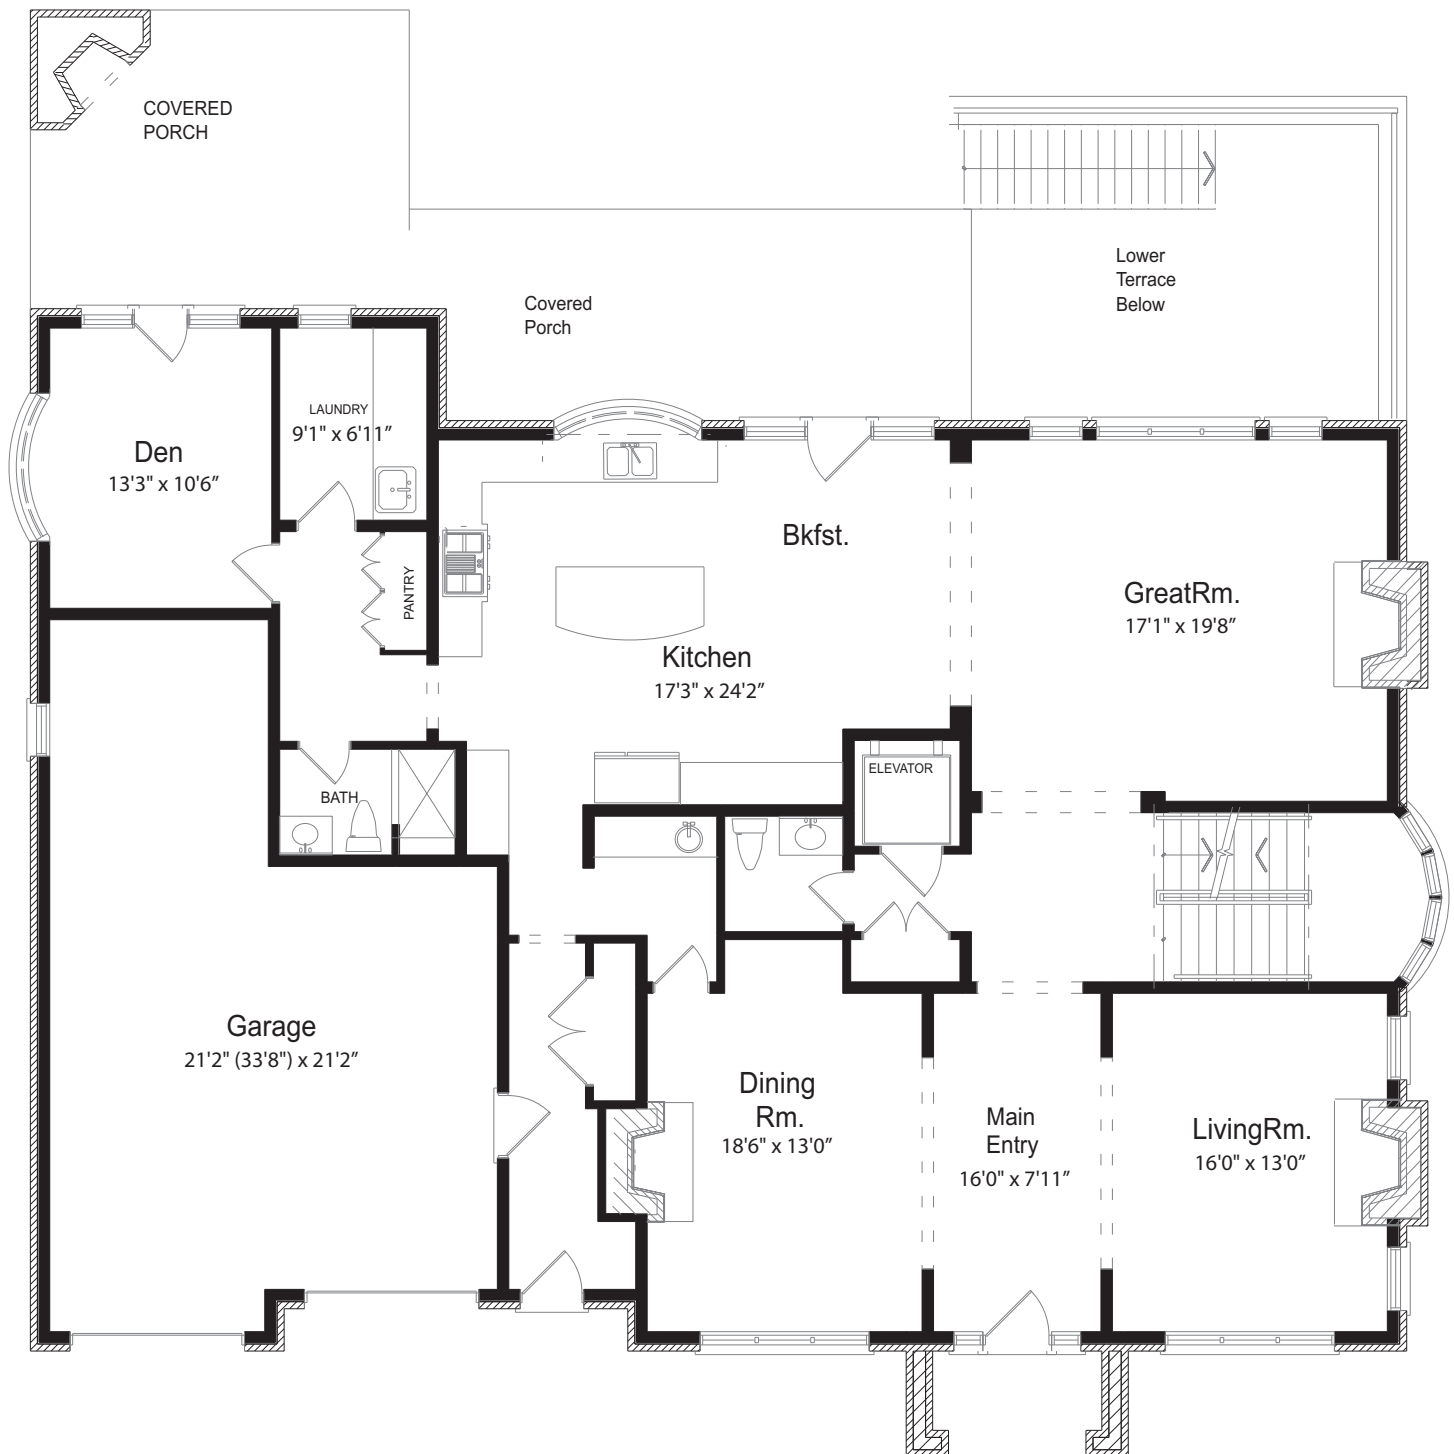 COVERED
PORCH
Lower
Terrace
Below
Covered
Porch
LAUNDRY
9'1" x 6'11"
Den
13'3" x 10'6"
Bkfst.
PANTRY
GreatRm.
17'1" x 19'8"
Kitchen
17'3" x 24'2"
ELEVATOR
BATH
Garage
21'2" (33'8") x 21'2"
Dining
Rm.
18'6" x 13'0"
Main
Entry
16'0" x 7'11"
LivingRm.
16'0" x 13'0"